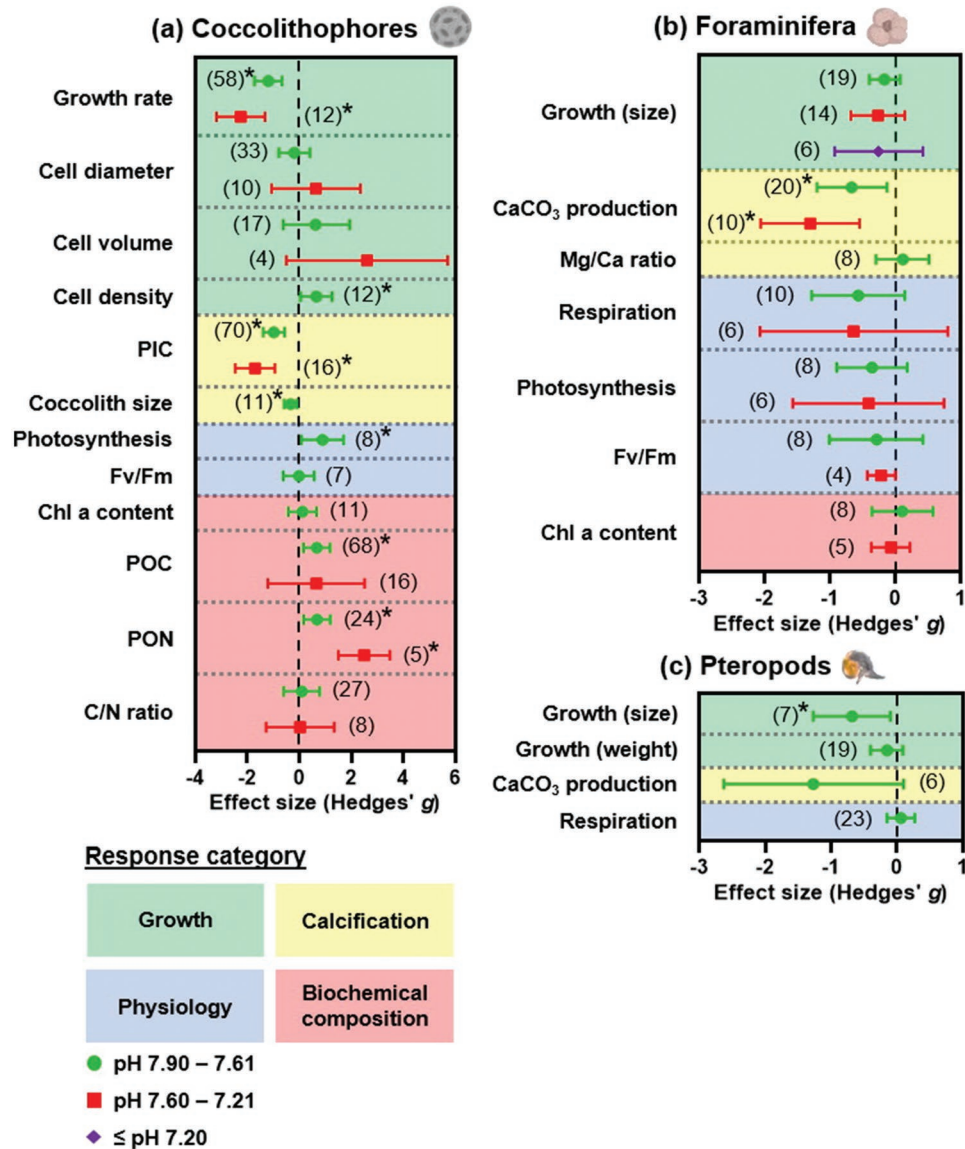 (a) Coccolithophores
Growth rate
(58)*
(12)*
Cell diameter
(33)
(10)
Cell volume
(17)
(4)
Cell density
(12)*
PIC
(70)*
(16)*
Coccolith size
(11)*
Photosynthesis
(8)*
Fv/Fm
(7)
Chl a content
(11)
POC
(68)*
(16)
PON
(24)*
(5)*
C/N ratio
(27)
(8)
-4 -2 0 2 4 6
Effect size (Hedges' g)
(b) Foraminifera
Growth (size)
(19)
(14)
(6)
CaCO₃ production
(20)*
(10)*
Mg/Ca ratio
(8)
Respiration
(10)
(6)
Photosynthesis
(8)
(6)
Fv/Fm
(8)
(4)
Chl a content
(8)
(5)
-3 -2 -1 0 1
Effect size (Hedges' g)
(c) Pteropods
Growth (size)
(7)*
Growth (weight)
(19)
CaCO₃ production
(6)
Respiration
(23)
-3 -2 -1 0 1
Effect size (Hedges' g)
Response category
Growth
Calcification
Physiology
Biochemical
composition
pH 7.90 – 7.61
pH 7.60 – 7.21
≤ pH 7.20